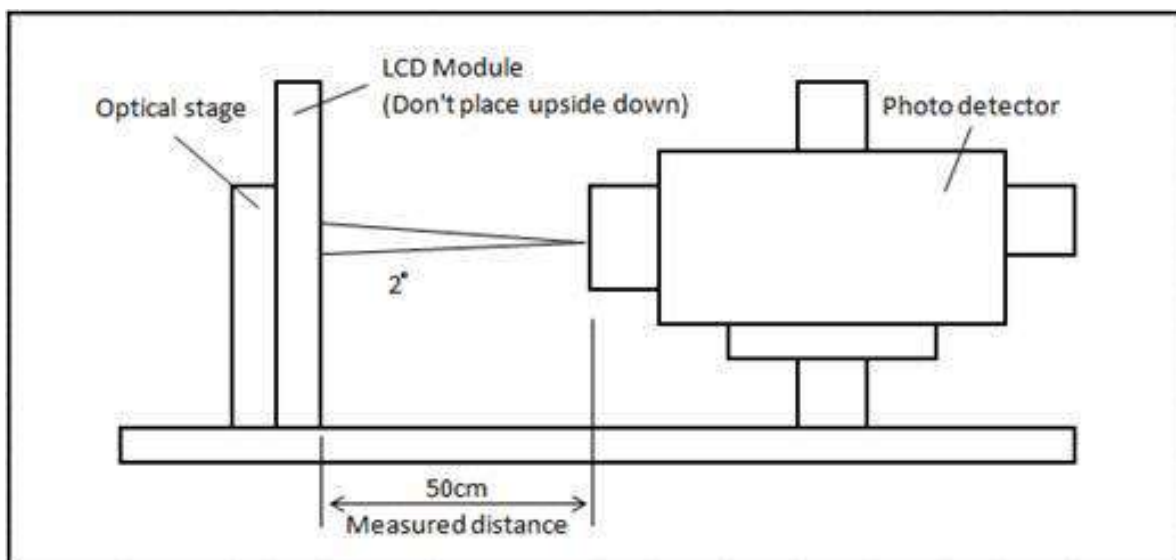 LCD Module
(Don't place upside down)
Optical stage
Photo detector
2°
50cm
Measured distance